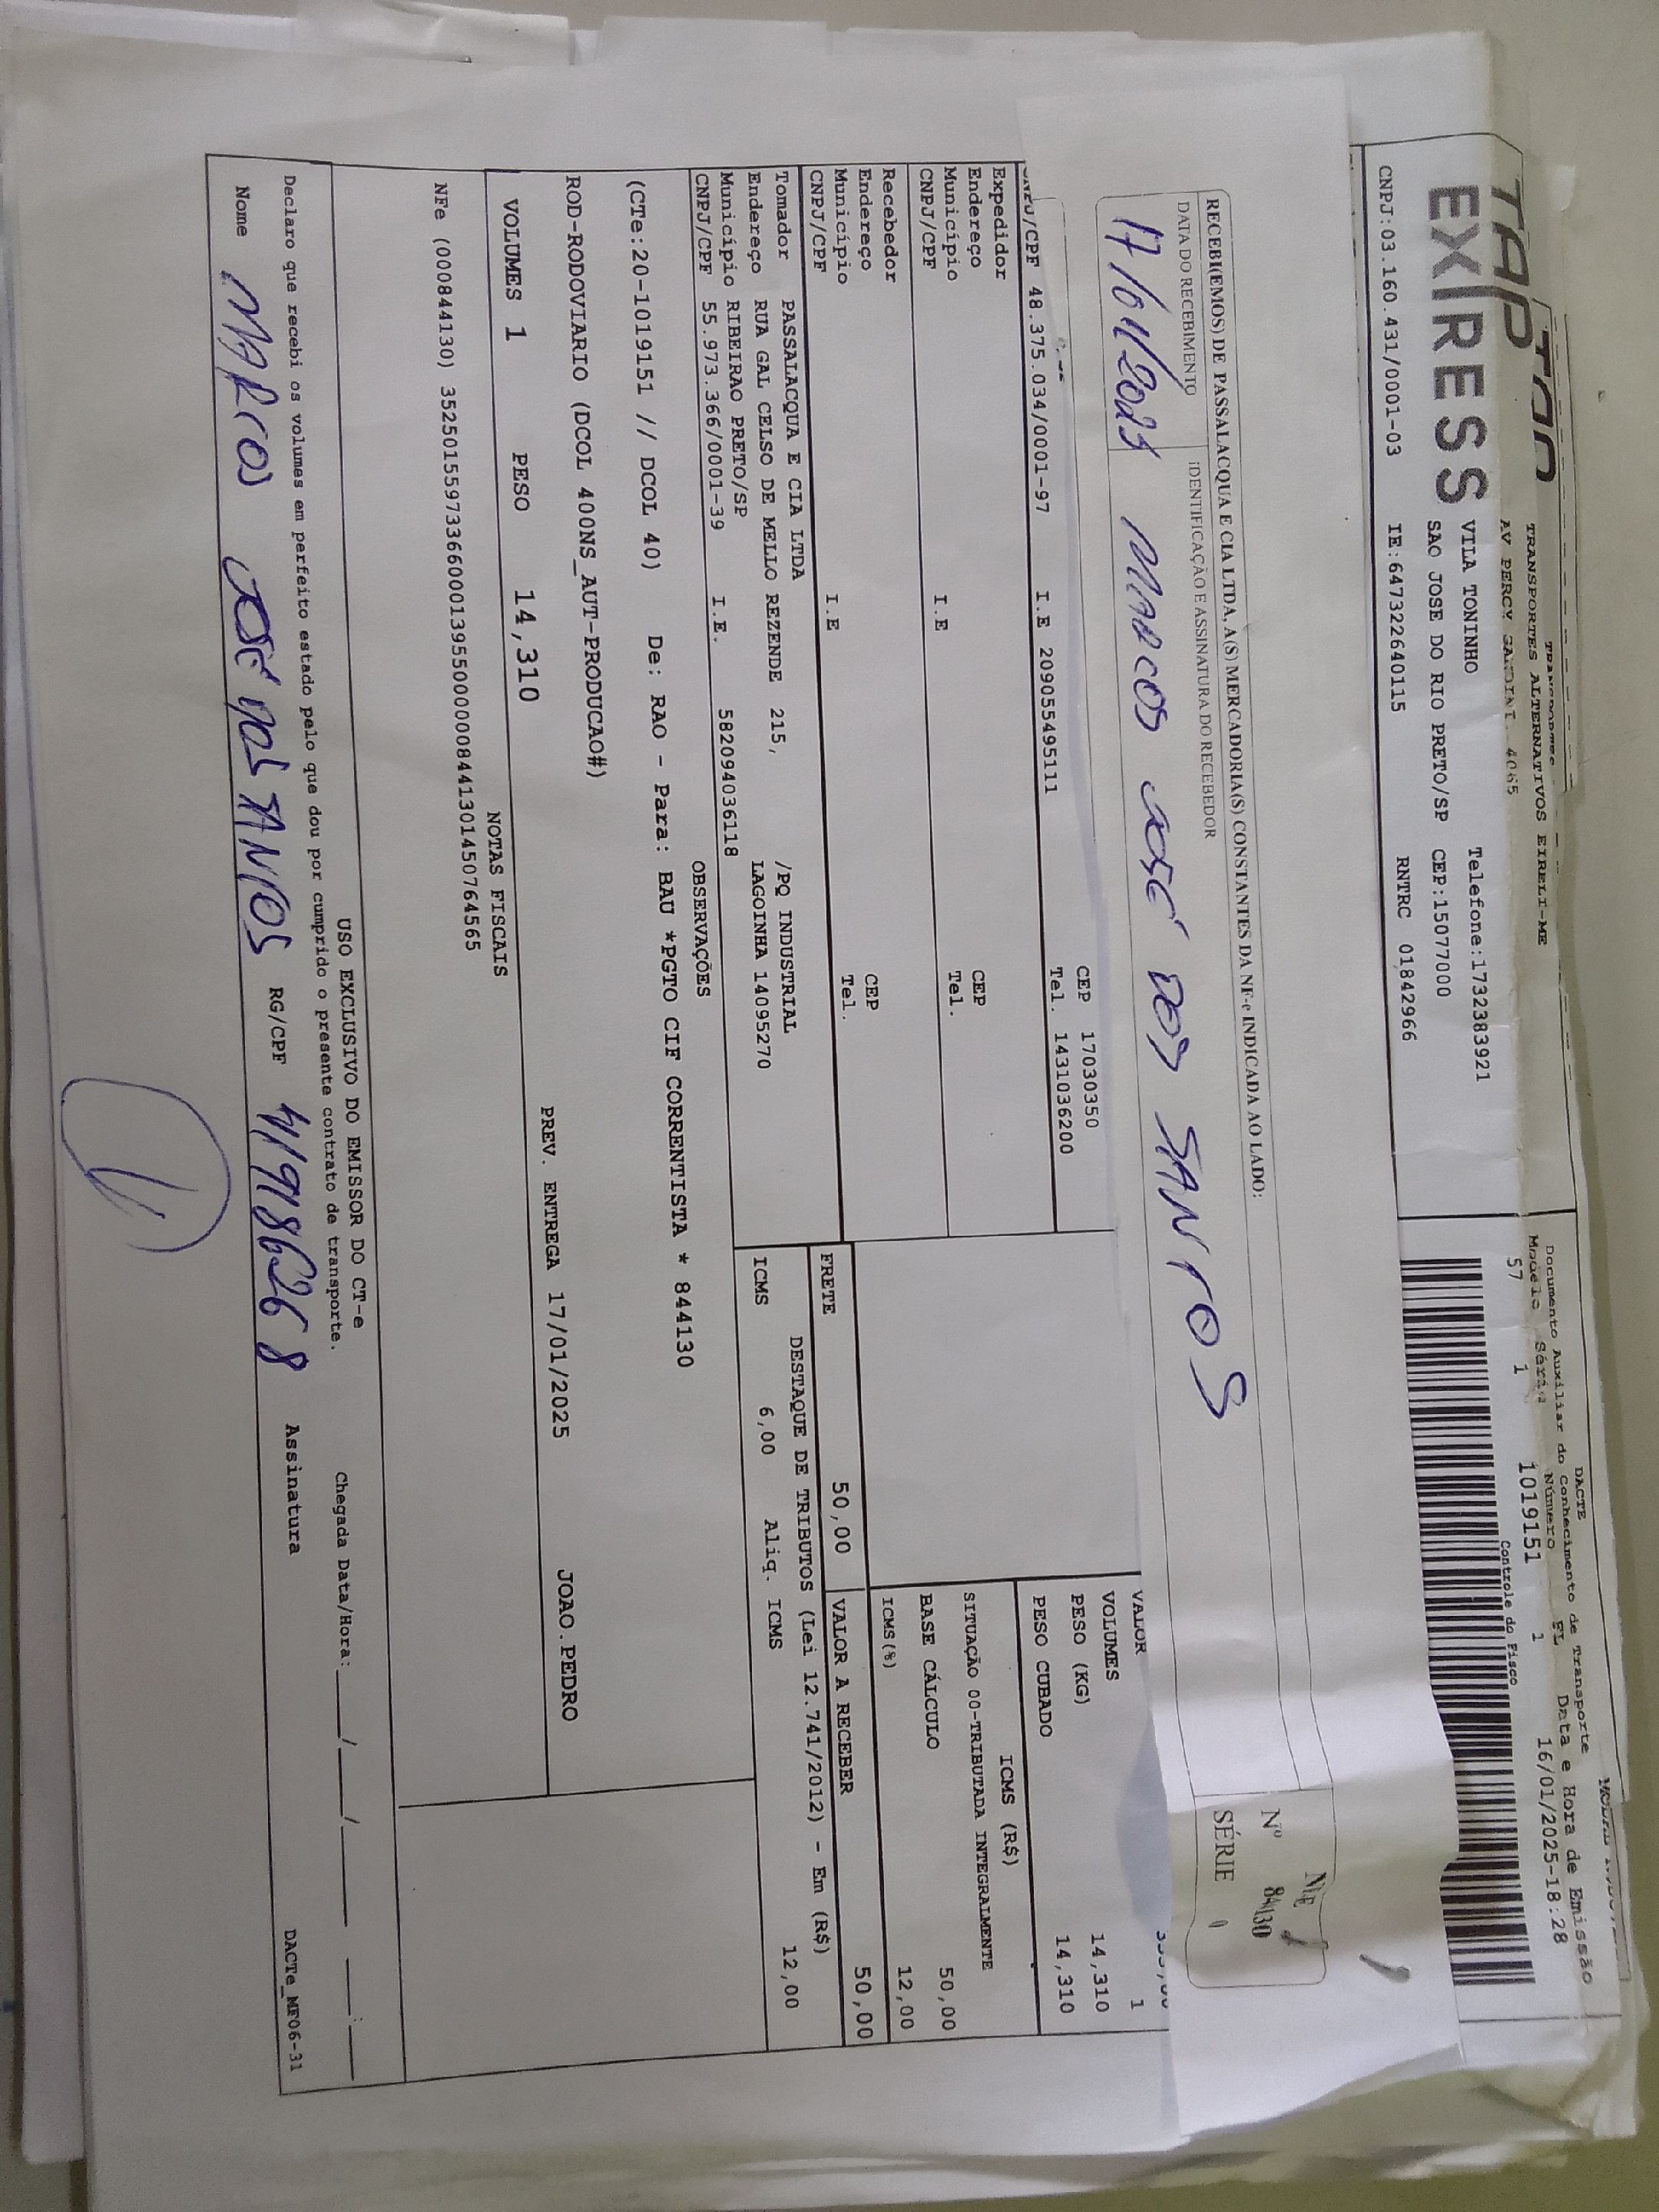 TAPTAP
EXPRESS
TRANSPORTES ALTERNATIVOS EIRELI-ME
AV PERCY GANDINI, 4065
VILA TONINHO Telefone:1732383921
SAO JOSE DO RIO PRETO/SP CEP:15077000
CNPJ:03.160.431/0001-03 IE:647322640115 RNTRC 01842966
DACTE
Documento Auxiliar do Conhecimento de Transporte
Modelo Série Número FL Data e Hora de Emissão
57 1 1019151 1 16/01/2025-18:28
Controle do Fisco
RECEBI(EMOS) DE PASSALACQUA E CIA LTDA, A(S) MERCADORIA(S) CONSTANTES DA NF-e INDICADA AO LADO:
DATA DO RECEBIMENTO IDENTIFICAÇÃO E ASSINATURA DO RECEBEDOR
17/01/2025 MARCOS JOSÉ DOS SANTOS
NF-e
Nº 84130
SÉRIE
CEP 17030350
CNPJ/CPF 48.375.034/0001-97 I.E 209055495111 Tel. 1431036200
Expedidor
Endereço CEP
Município Tel.
CNPJ/CPF I.E
Recebedor
Endereço CEP
Município Tel.
CNPJ/CPF I.E
VALOR
VOLUMES 1
PESO (KG) 14,310
PESO CUBADO 14,310
ICMS (R$)
SITUAÇÃO 00-TRIBUTADA INTEGRALMENTE
BASE CÁLCULO 50,00
ICMS(%) 12,00
FRETE 50,00 VALOR A RECEBER 50,00
Tomador PASSALACQUA E CIA LTDA
Endereço RUA GAL CELSO DE MELLO REZENDE 215, /PQ INDUSTRIAL
Município RIBEIRAO PRETO/SP LAGOINHA 14095270
CNPJ/CPF 55.973.366/0001-39 I.E. 582094036118
DESTAQUE DE TRIBUTOS (Lei 12.741/2012) - Em (R$)
ICMS 6,00 Aliq. ICMS 12,00
OBSERVAÇÕES
(CTe:20-1019151 // DCOL 40) De: RAO - Para: BAU *PGTO CIF CORRENTISTA * 844130
ROD-RODOVIARIO (DCOL 400NS_AUT-PRODUCAO#)
VOLUMES 1 PESO 14,310 PREV. ENTREGA 17/01/2025 JOAO.PEDRO
NOTAS FISCAIS
NFe (000844130) 35250155973366000139550000008441301450764565
USO EXCLUSIVO DO EMISSOR DO CT-e
Declaro que recebi os volumes em perfeito estado pelo que dou por cumprido o presente contrato de transporte. Chegada Data/Hora:____/____/____ ___:___
Nome MARCOS JOSÉ DOS SANTOS RG/CPF 419186268 Assinatura
DACTe_MF06-31